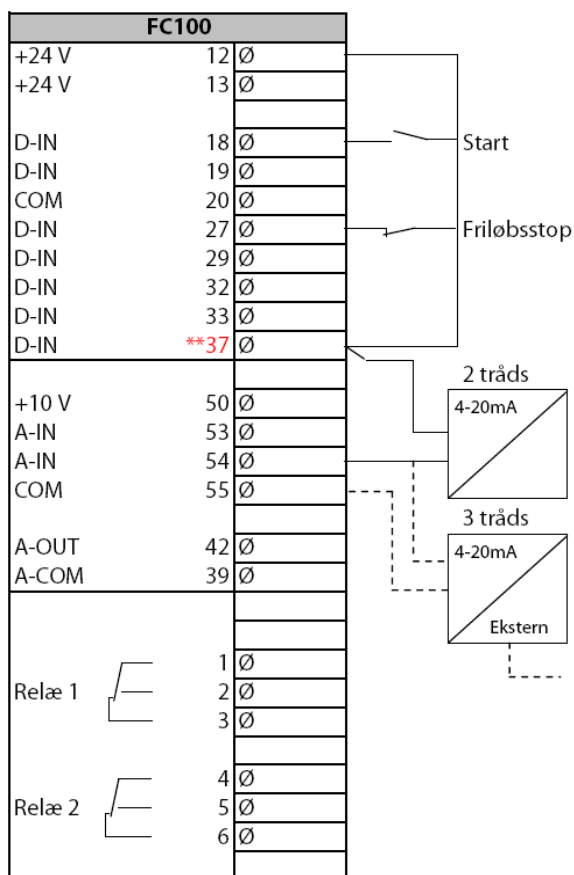 FC100
+24 V 12 Ø
+24 V 13 Ø
D-IN 18 Ø Start
D-IN 19 Ø
COM 20 Ø
D-IN 27 Ø Friløbsstop
D-IN 29 Ø
D-IN 32 Ø
D-IN 33 Ø
D-IN **37 Ø
2 tråds
+10 V 50 Ø 4-20mA
A-IN 53 Ø
A-IN 54 Ø
COM 55 Ø
3 tråds
A-OUT 42 Ø 4-20mA
A-COM 39 Ø
Ekstern
1 Ø
Relæ 1 2 Ø
3 Ø
4 Ø
Relæ 2 5 Ø
6 Ø